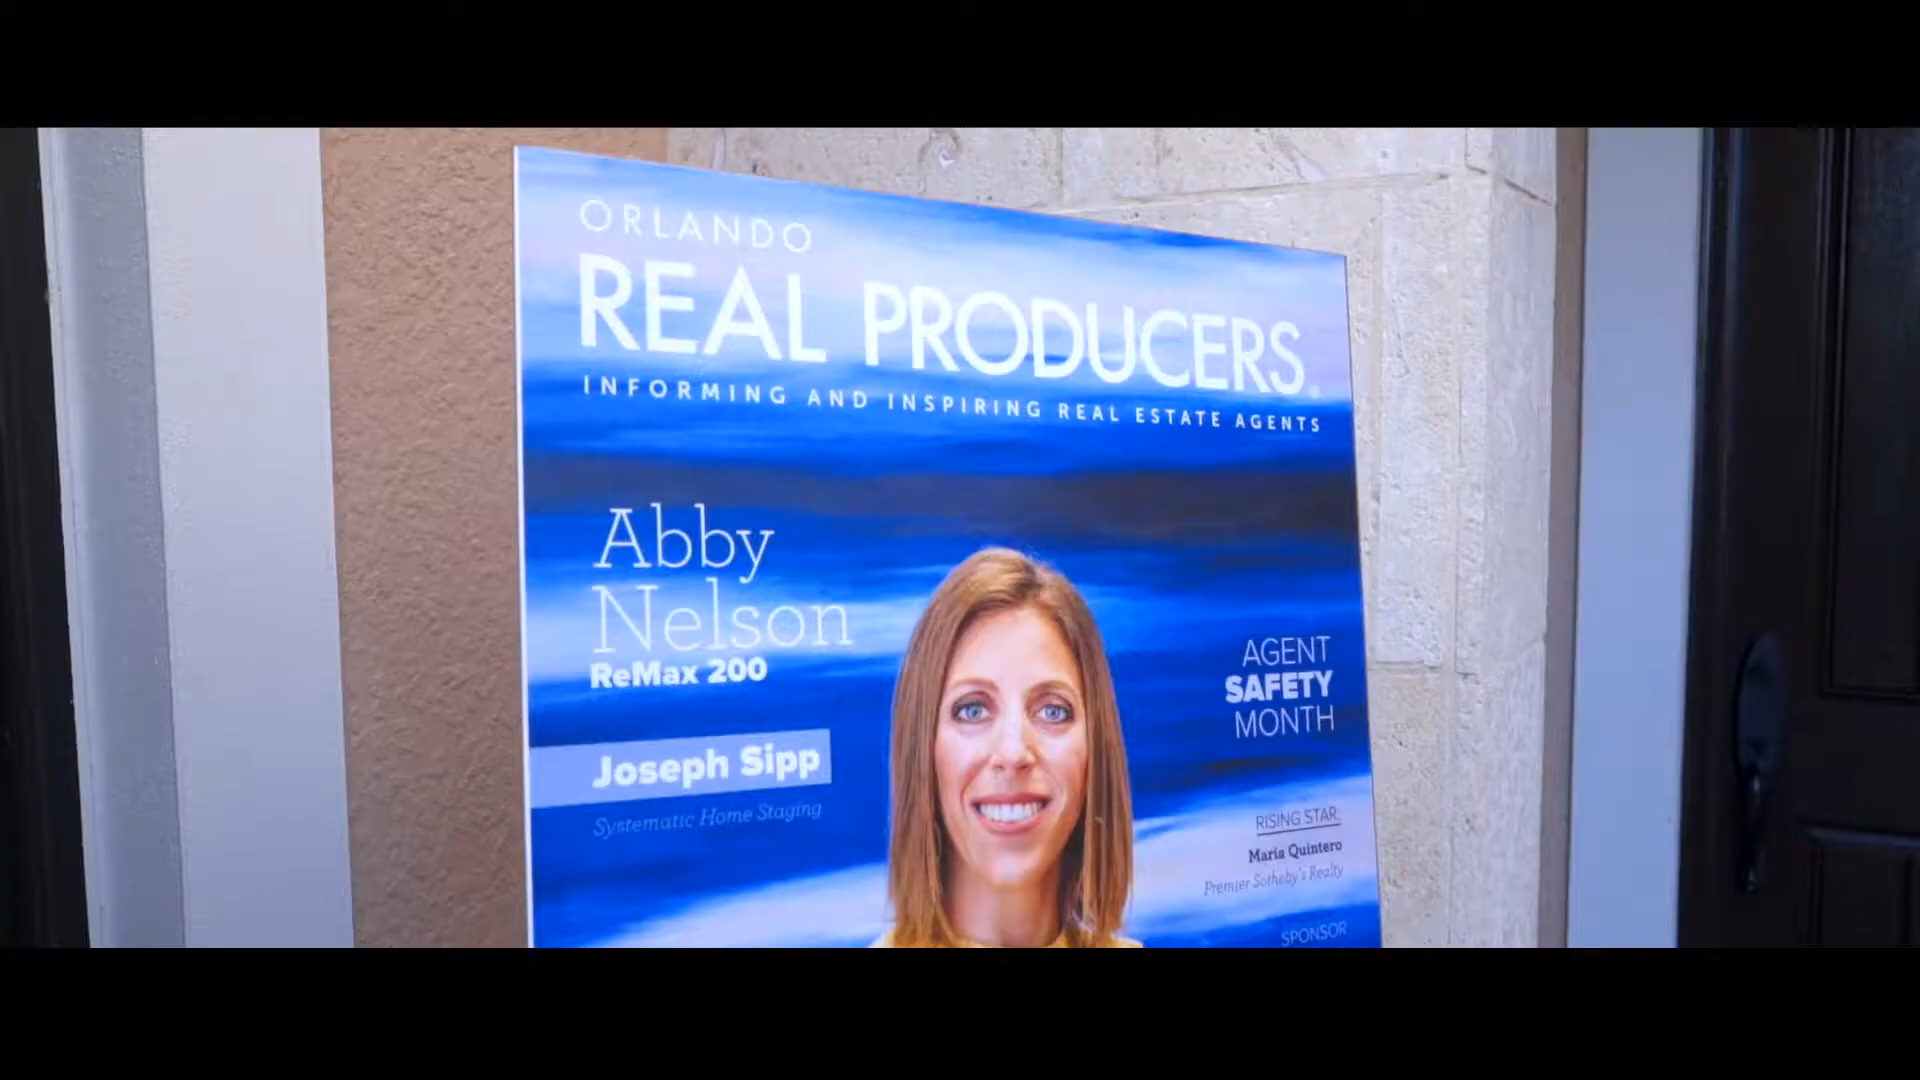 ORLANDO
REAL PRODUCERS®
INFORMING AND INSPIRING REAL ESTATE AGENTS
Abby
Nelson
ReMax 200
Joseph Sipp
Systematic Home Staging
AGENT
SAFETY
MONTH
RISING STAR:
Maria Quintero
Premier Sotheby's Realty
SPONSOR